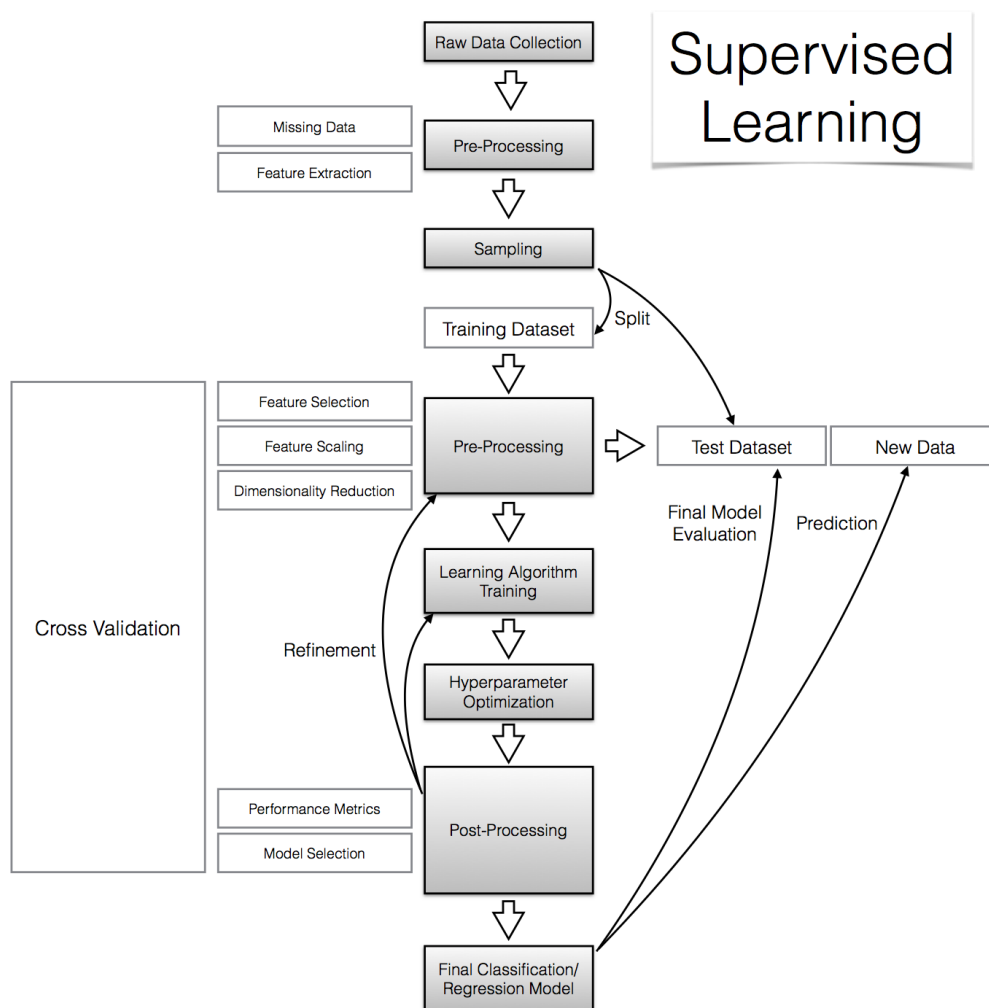 Supervised
Learning
Raw Data Collection
Missing Data
Feature Extraction
Pre-Processing
Sampling
Split
Training Dataset
Feature Selection
Feature Scaling
Dimensionality Reduction
Pre-Processing
Test Dataset
New Data
Final Model
Evaluation
Prediction
Learning Algorithm
Training
Cross Validation
Refinement
Hyperparameter
Optimization
Performance Metrics
Model Selection
Post-Processing
Final Classification/
Regression Model